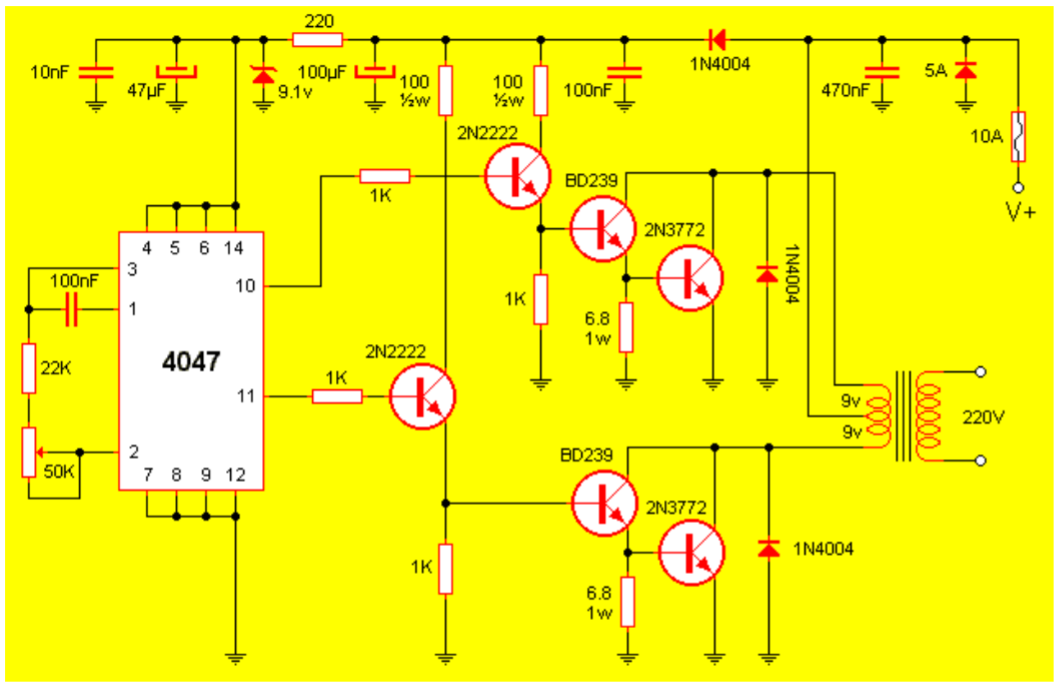 220
10nF
47µF
9.1v
100µF
100
½w
100
½w
100nF
1N4004
470nF
5A
10A
V+
2N2222
1K
BD239
2N3772
1N4004
1K
6.8
1w
4 5 6 14
3
100nF
1
10
22K
4047
2N2222
1K
11
50K
2
7 8 9 12
9v
9v
220V
BD239
2N3772
1N4004
1K
6.8
1w